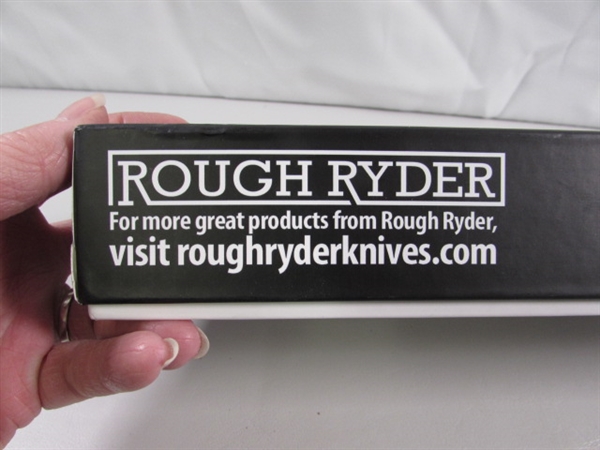 ROUGH RYDER
For more great products from Rough Ryder,
visit roughryderknives.com